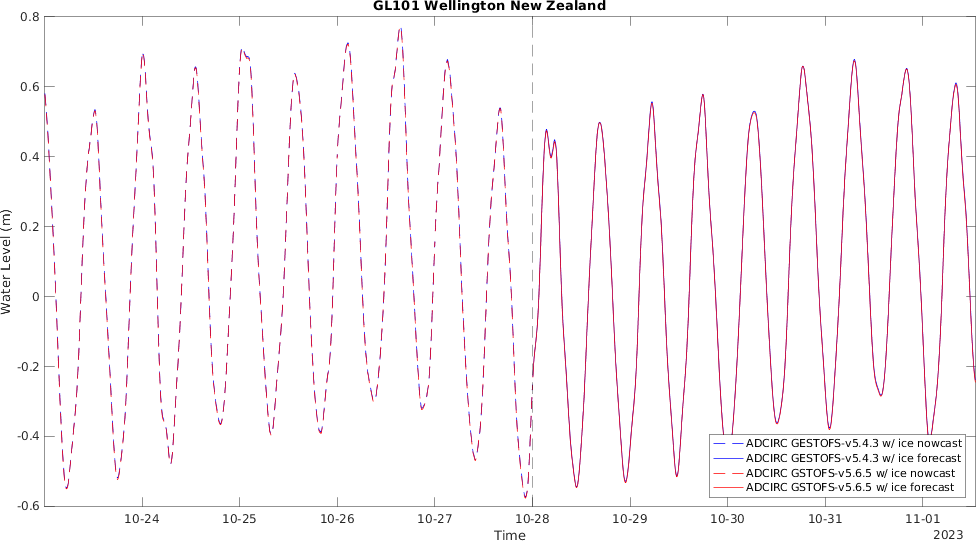 GL101 Wellington New Zealand
0.8
0.6
0.4
0.2
0
-0.2
-0.4
-0.6
Water Level (m)
ADCIRC GESTOFS-v5.4.3 w/ ice nowcast
ADCIRC GESTOFS-v5.4.3 w/ ice forecast
ADCIRC GSTOFS-v5.6.5 w/ ice nowcast
ADCIRC GSTOFS-v5.6.5 w/ ice forecast
10-24 10-25 10-26 10-27 10-28 10-29 10-30 10-31 11-01
Time
2023